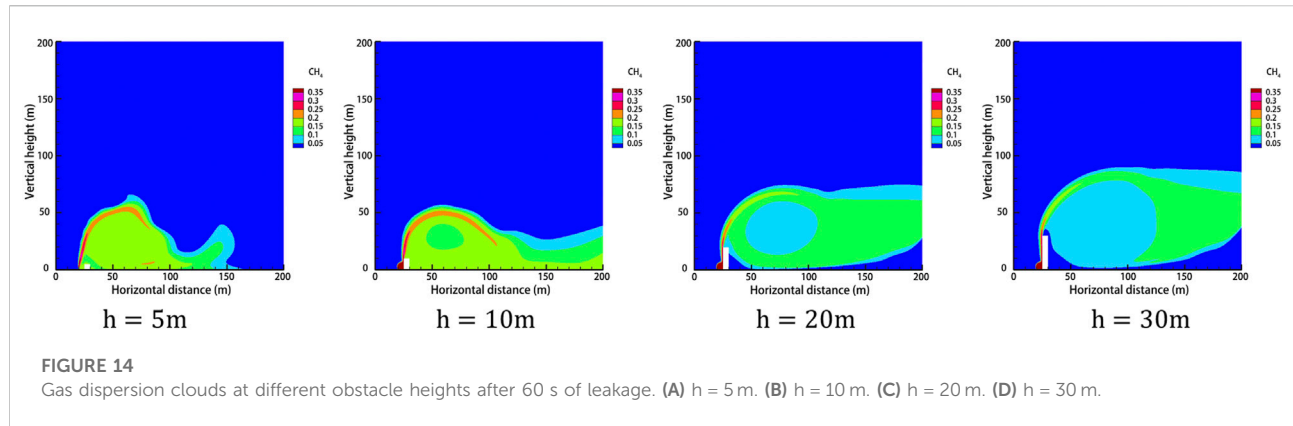 200
150
100
50
0
Vertical height (m)
0 50 100 150 200
Horizontal distance (m)
CH₄
0.35
0.3
0.25
0.2
0.15
0.1
0.05
h = 5m
200
150
100
50
0
Vertical height (m)
0 50 100 150 200
Horizontal distance (m)
CH₄
0.35
0.3
0.25
0.2
0.15
0.1
0.05
h = 10m
200
150
100
50
0
Vertical height (m)
0 50 100 150 200
Horizontal distance (m)
CH₄
0.35
0.3
0.25
0.2
0.15
0.1
0.05
h = 20m
200
150
100
50
0
Vertical height (m)
0 50 100 150 200
Horizontal distance (m)
CH₄
0.35
0.3
0.25
0.2
0.15
0.1
0.05
h = 30m
FIGURE 14
Gas dispersion clouds at different obstacle heights after 60 s of leakage. (A) h = 5 m. (B) h = 10 m. (C) h = 20 m. (D) h = 30 m.